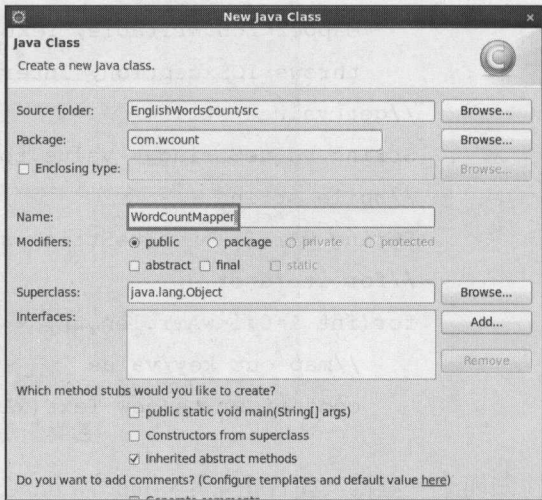 New Java Class
Java Class
Create a new Java class.
Source folder: EnglishWordsCount/src Browse...
Package: com.wcount Browse...
Enclosing type: Browse...
Name: WordCountMapper
Modifiers: public package private protected
abstract final static
Superclass: java.lang.Object Browse...
Interfaces: Add...
Remove
Which method stubs would you like to create?
public static void main(String[] args)
Constructors from superclass
Inherited abstract methods
Do you want to add comments? (Configure templates and default value here)
Generate comments